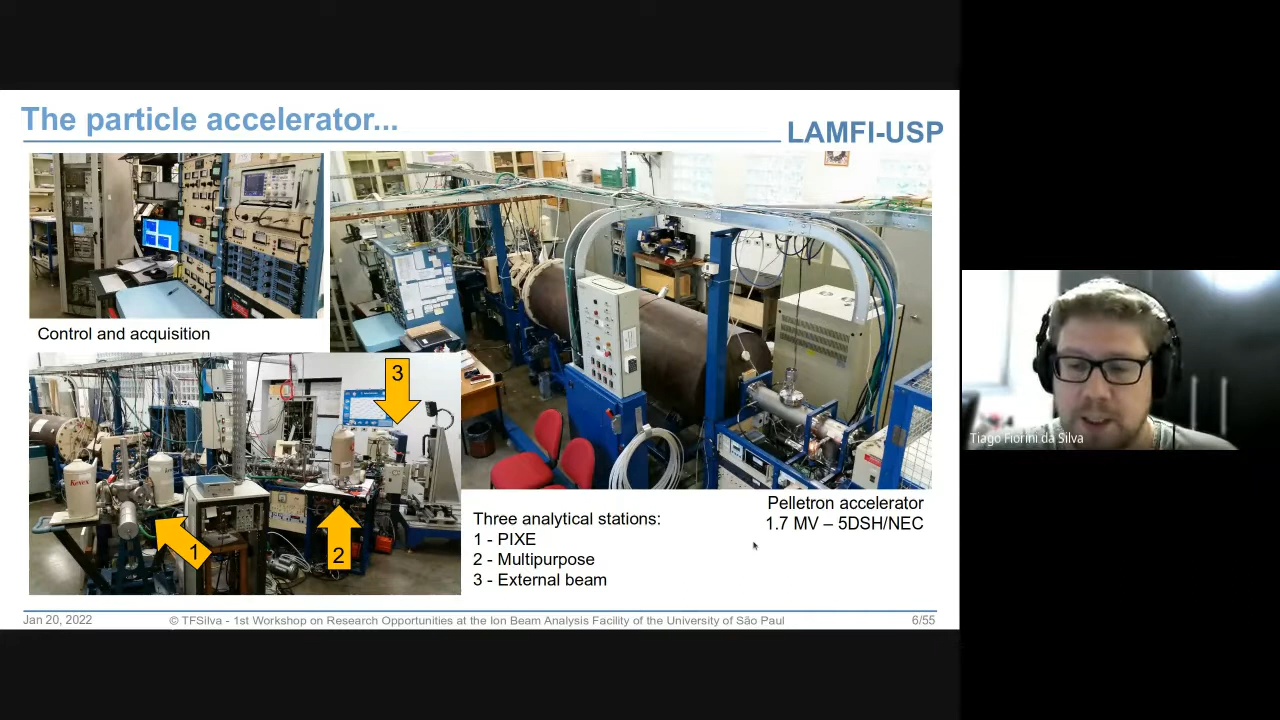 The particle accelerator...
LAMFI-USP
Control and acquisition
3
Kevex
1
2
Three analytical stations:
1 - PIXE
2 - Multipurpose
3 - External beam
Pelletron accelerator
1.7 MV – 5DSH/NEC
Tiago Fiorini da Silva
Jan 20, 2022
© TFSilva - 1st Workshop on Research Opportunities at the Ion Beam Analysis Facility of the University of São Paul
6/55